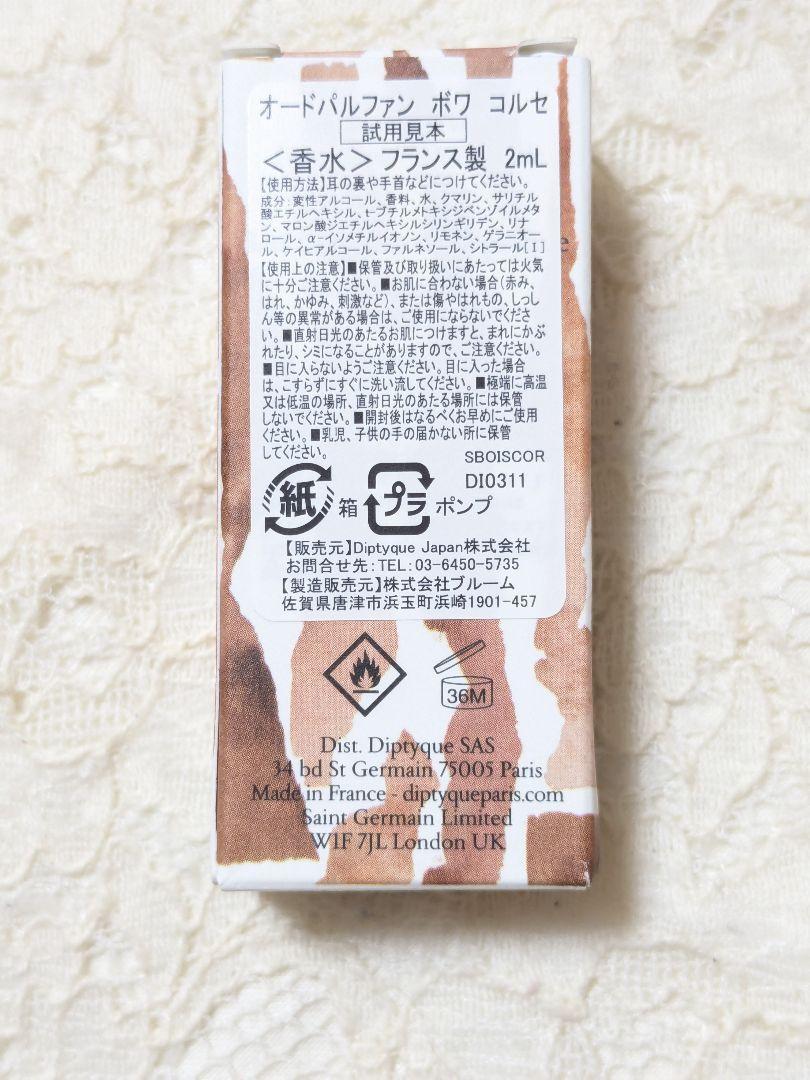 オードパルファン ボワ コルセ
試用見本
＜香水＞フランス製 2mL
【使用方法】耳の裏や手首などにつけてください。
成分：変性アルコール、香料、水、クマリン、サリチル
酸エチルヘキシル、t-ブチルメトキシジベンゾイルメタ
ン、マロン酸ジエチルヘキシルシリンギリデン、リナ
ロール、α-イソメチルイオノン、リモネン、ゲラニオー
ル、ケイヒアルコール、ファルネソール、シトラール[I]
【使用上の注意】■保管及び取り扱いにあたっては火気
に十分ご注意ください。■お肌に合わない場合(赤み、
はれ、かゆみ、刺激など)、または傷やはれもの、しっし
ん等の異常がある場合は、ご使用にならないでくださ
い。■直射日光のあたるお肌につけますと、まれにかぶ
れたり、シミになることがありますので、ご注意ください。
■目に入らないようご注意ください。目に入った場合
は、こすらずにすぐに洗い流してください。■極端に高温
又は低温の場所、直射日光のあたる場所には保管
しないでください。■開封後はなるべくお早めにご使用
ください。■乳児、子供の手の届かない所に保管
してください。
SBOISCOR
DI0311
紙 箱 プラ ポンプ
【販売元】Diptyque Japan株式会社
お問合せ先：TEL：03-6450-5735
【製造販売元】株式会社ブルーム
佐賀県唐津市浜玉町浜崎1901-457
36M
Dist. Diptyque SAS
34 bd St Germain 75005 Paris
Made in France - diptyqueparis.com
Saint Germain Limited
W1F 7JL London UK